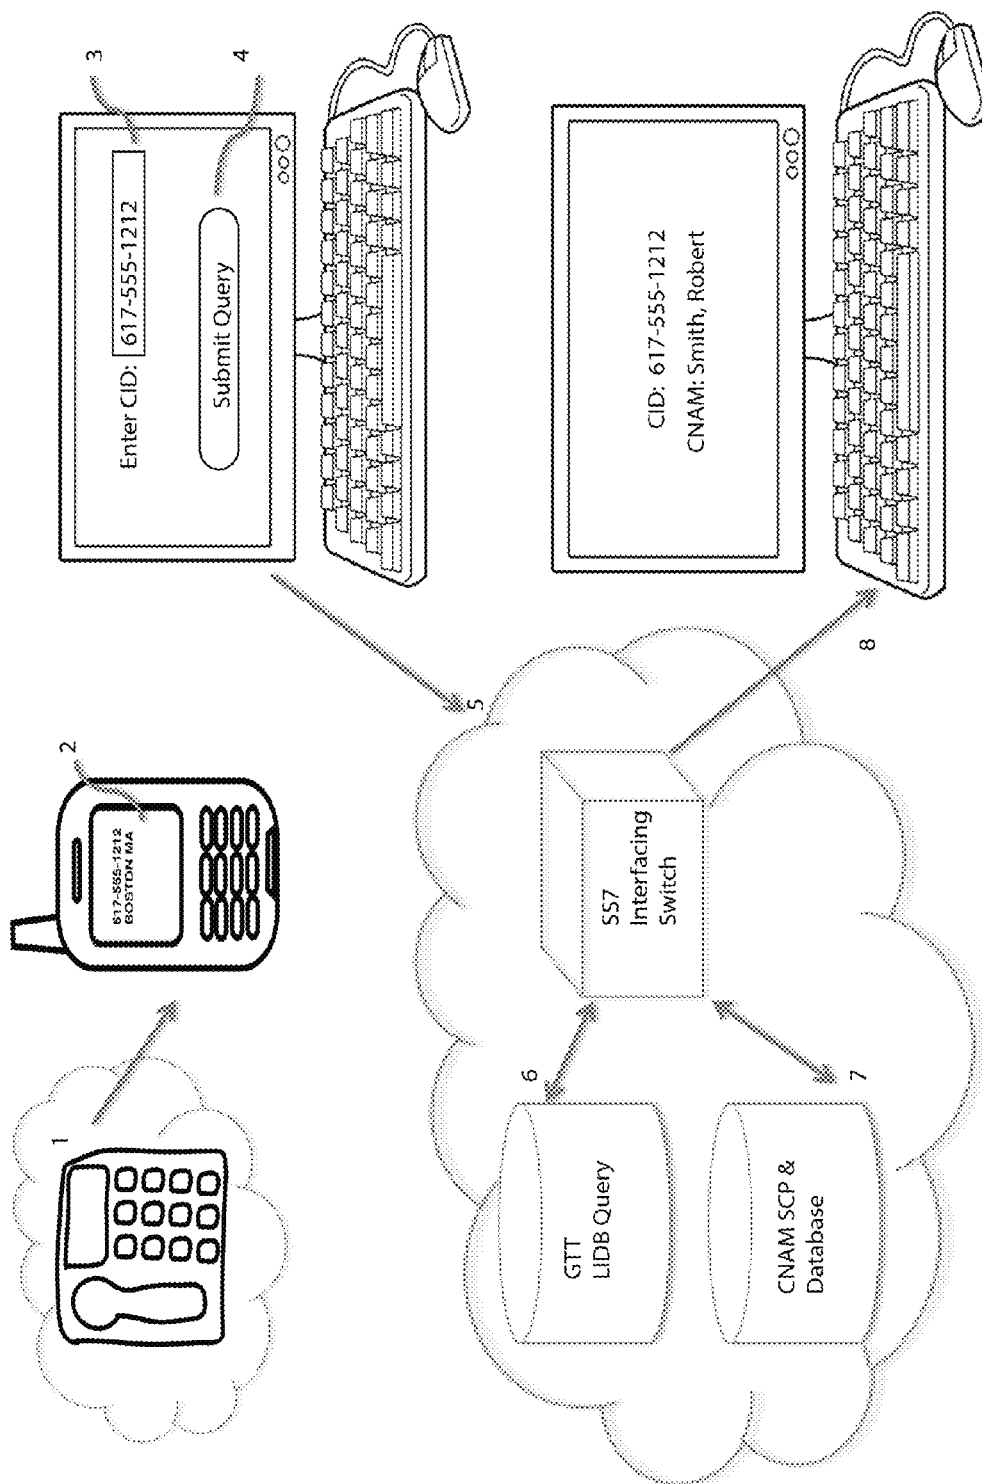 1
617-555-1212
BOSTON MA
2
Enter CID: 617-555-1212
3
Submit Query
4
5
GTT
LIDB Query
6
SS7
Interfacing
Switch
CNAM SCP &
Database
7
8
CID: 617-555-1212
CNAM: Smith, Robert